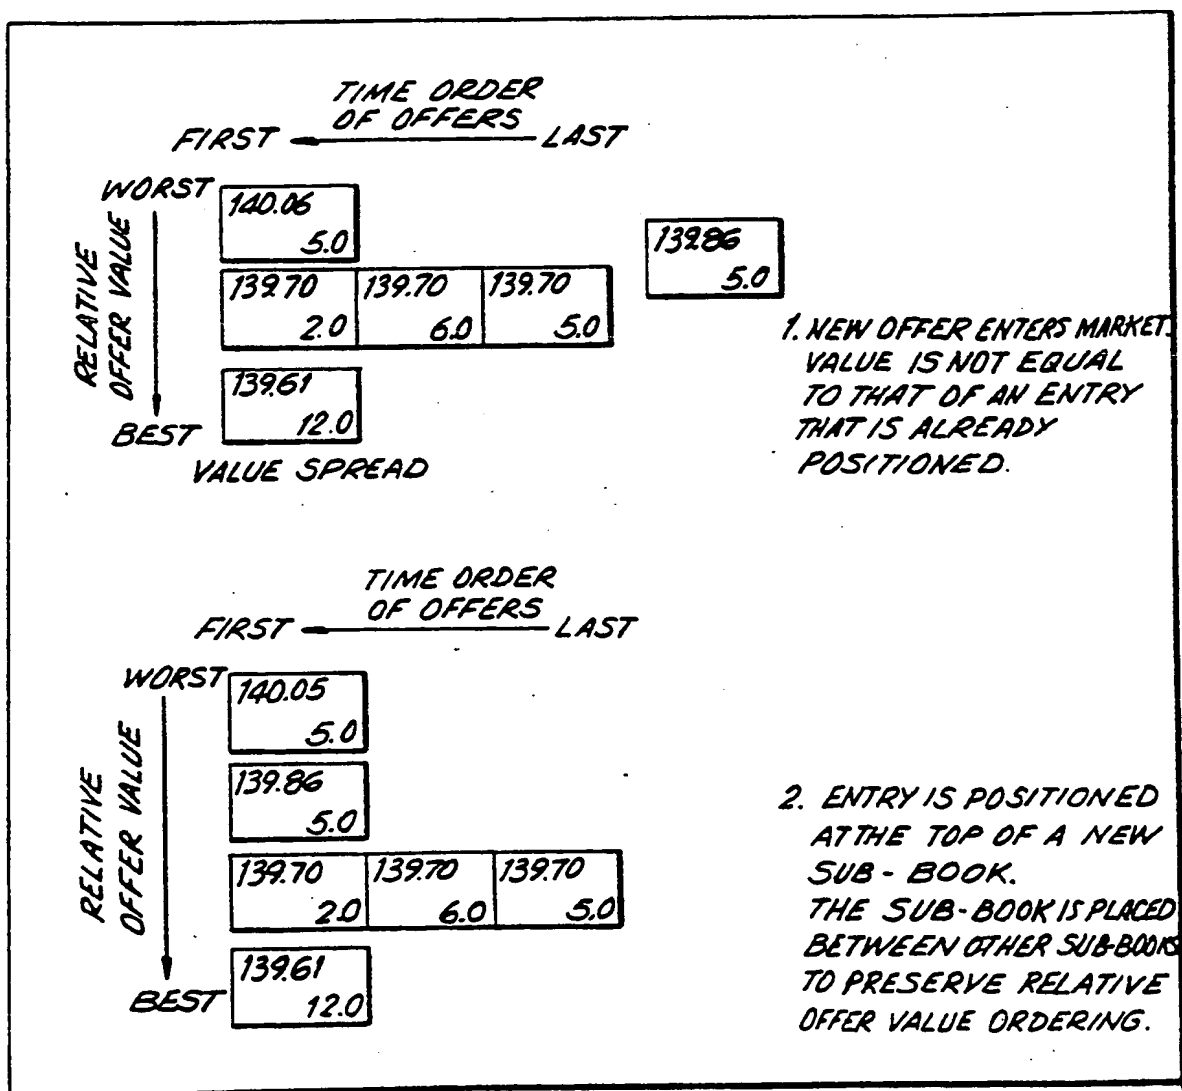 TIME ORDER
OF OFFERS
FIRST
LAST
WORST
RELATIVE
OFFER VALUE
BEST
140.06
5.0
139.70 139.70 139.70
2.0 6.0 5.0
139.61
12.0
VALUE SPREAD
139.86
5.0
1. NEW OFFER ENTERS MARKET.
VALUE IS NOT EQUAL
TO THAT OF AN ENTRY
THAT IS ALREADY
POSITIONED.
TIME ORDER
OF OFFERS
FIRST
LAST
WORST
RELATIVE
OFFER VALUE
BEST
140.05
5.0
139.86
5.0
139.70 139.70 139.70
2.0 6.0 5.0
139.61
12.0
2. ENTRY IS POSITIONED
AT THE TOP OF A NEW
SUB-BOOK.
THE SUB-BOOK IS PLACED
BETWEEN OTHER SUB-BOOKS
TO PRESERVE RELATIVE
OFFER VALUE ORDERING.